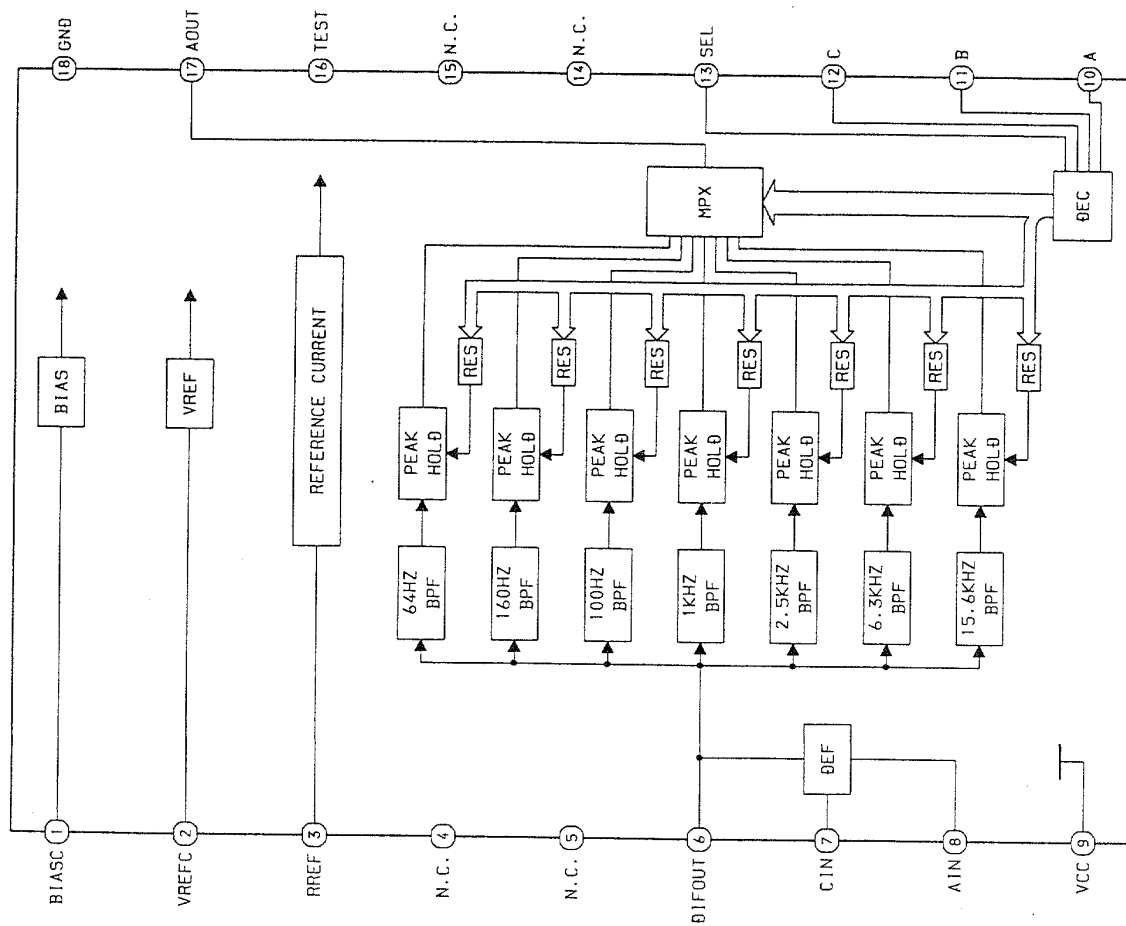 18 GND
17 AOUT
16 TEST
15 N.C.
14 N.C.
13 SEL
12 C
11 B
10 A
MPX
DEC
BIAS
VREF
REFERENCE CURRENT
RES
RES
RES
RES
RES
RES
RES
PEAK
HOLD
PEAK
HOLD
PEAK
HOLD
PEAK
HOLD
PEAK
HOLD
PEAK
HOLD
PEAK
HOLD
64HZ
BPF
160HZ
BPF
100HZ
BPF
1KHZ
BPF
2.5KHZ
BPF
6.3KHZ
BPF
15.6KHZ
BPF
DEF
BIASC 1
VREFC 2
RREF 3
N.C. 4
N.C. 5
DIFOUT 6
CIN 7
AIN 8
VCC 9